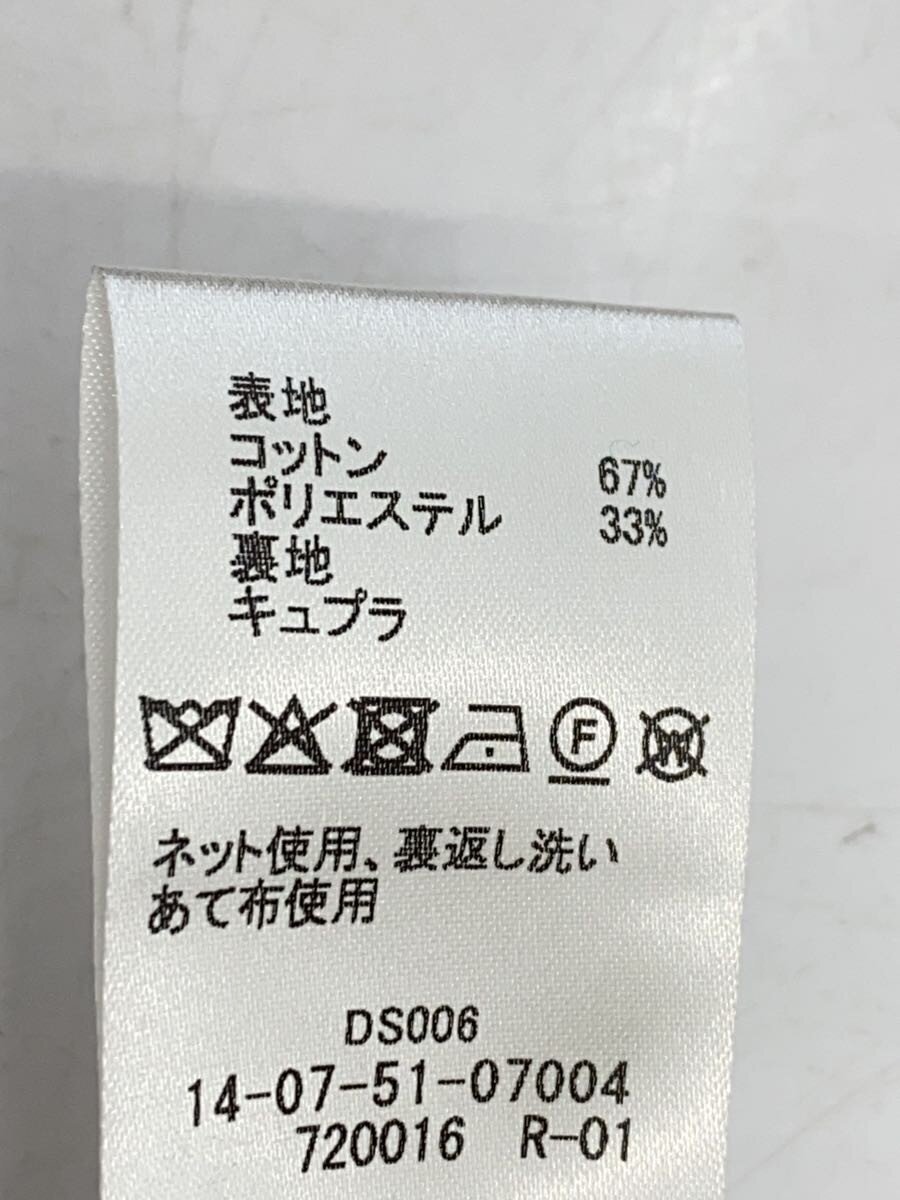 表地
コットン 67%
ポリエステル 33%
裏地
キュプラ
F
W
ネット使用、裏返し洗い
あて布使用
DS006
14-07-51-07004
720016 R-01